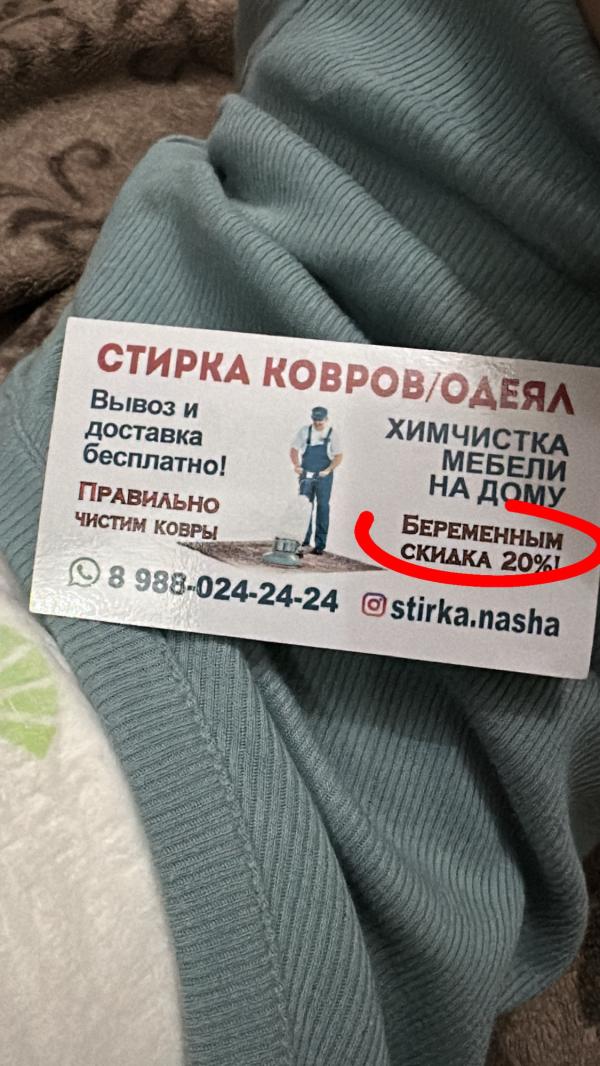 СТИРКА КОВРОВ/ОДЕЯЛ
Вывоз и
доставка
бесплатно!
Правильно
чистим ковры
ХИМЧИСТКА
МЕБЕЛИ
НА ДОМУ
Беременным
скидка 20%!
8 988-024-24-24
stirka.nasha